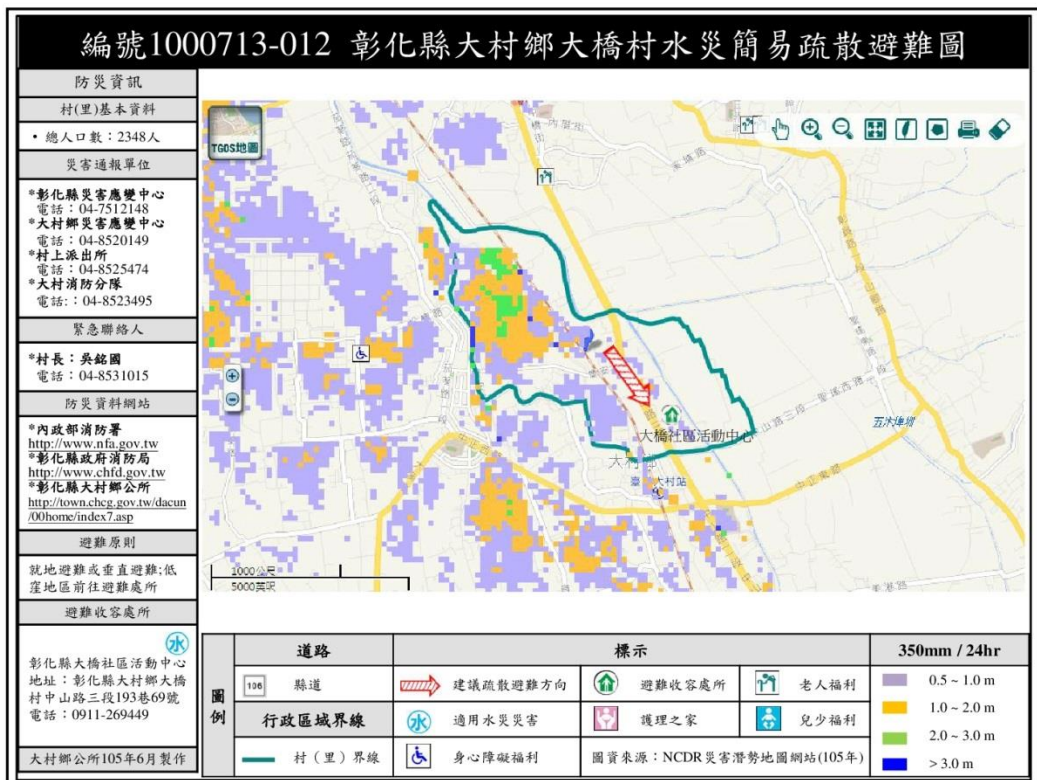 編號1000713-012 彰化縣大村鄉大橋村水災簡易疏散避難圖
防災資訊
村(里)基本資料
• 總人口數：2348人
災害通報單位
*彰化縣災害應變中心
電話：04-7512148
*大村鄉災害應變中心
電話：04-8520149
*村上派出所
電話：04-8525474
*大村消防分隊
電話:：04-8523495
緊急聯絡人
*村長：吳銘國
電話：04-8531015
防災資料網站
*內政部消防署
http://www.nfa.gov.tw
*彰化縣政府消防局
http://www.chfd.gov.tw
*彰化縣大村鄉公所
http://town.chcg.gov.tw/dacun
/00home/index7.asp
避難原則
就地避難或垂直避難;低
窪地區前往避難處所
避難收容處所
水
彰化縣大橋社區活動中心
地址：彰化縣大村鄉大橋
村中山路三段193巷69號
電話：0911-269449
大村鄉公所105年6月製作
TGOS地圖
大橋社區活動中心
大村鄉
大村站
中正東路
1000公尺
5000英呎
圖例
道路
106 縣道
行政區域界線
村（里）界線
標示
建議疏散避難方向
避難收容處所
老人福利
水 適用水災災害
護理之家
兒少福利
身心障礙福利
圖資來源：NCDR災害潛勢地圖網站(105年)
350mm / 24hr
0.5 ~ 1.0 m
1.0 ~ 2.0 m
2.0 ~ 3.0 m
> 3.0 m